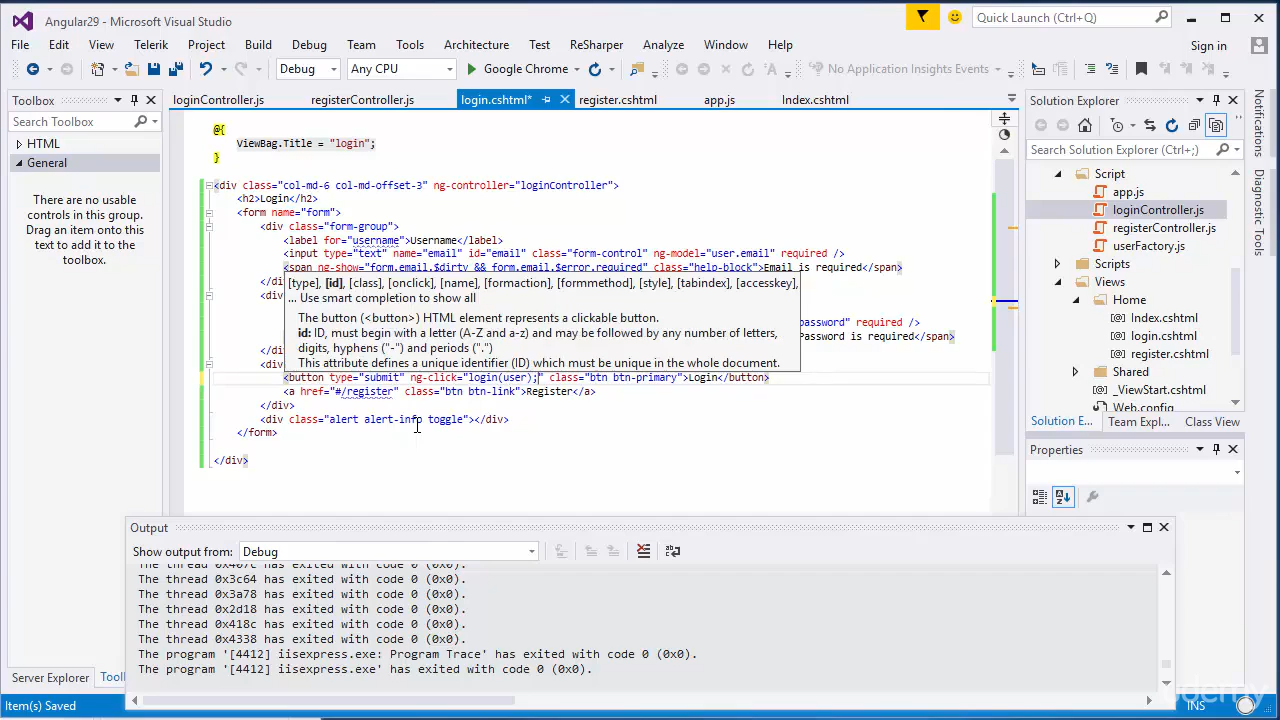 Angular29 - Microsoft Visual Studio
Quick Launch (Ctrl+Q)
File Edit View Telerik Project Build Debug Team Tools Architecture Test ReSharper Analyze Window Help
Sign in
Debug Any CPU Google Chrome No Application Insights Events
Toolbox
Search Toolbox
HTML
General
There are no usable
controls in this group.
Drag an item onto this
text to add it to the
toolbox.
Server Explorer
loginController.js registerController.js login.cshtml* register.cshtml app.js Index.cshtml
@{
ViewBag.Title = "login";
}
<div class="col-md-6 col-md-offset-3" ng-controller="loginController">
<h2>Login</h2>
<form name="form">
<div class="form-group">
<label for="username">Username</label>
<input type="text" name="email" id="email" class="form-control" ng-model="user.email" required />
<span ng-show="form.email.$dirty && form.email.$error.required" class="help-block">Email is required</span>
[type], [id], [class], [onclick], [name], [formaction], [formmethod], [style], [tabindex], [accesskey],
... Use smart completion to show all
The button (<button>) HTML element represents a clickable button.
id: ID, must begin with a letter (A-Z and a-z) and may be followed by any number of letters,
digits, hyphens ("-") and periods (".")
This attribute defines a unique identifier (ID) which must be unique in the whole document.
password" required />
Password is required</span>
<button type="submit" ng-click="login(user);" class="btn btn-primary">Login</button>
<a href="#/register" class="btn btn-link">Register</a>
</div>
<div class="alert alert-info toggle"></div>
</form>
</div>
Output
Show output from: Debug
The thread 0x3c64 has exited with code 0 (0x0).
The thread 0x3a78 has exited with code 0 (0x0).
The thread 0x2d18 has exited with code 0 (0x0).
The thread 0x418c has exited with code 0 (0x0).
The thread 0x4338 has exited with code 0 (0x0).
The program '[4412] iisexpress.exe: Program Trace' has exited with code 0 (0x0).
The program '[4412] iisexpress.exe' has exited with code 0 (0x0).
Solution Explorer
Search Solution Explorer (Ctrl+;)
Script
app.js
loginController.js
registerController.js
userFactory.js
Scripts
Views
Home
Index.cshtml
login.cshtml
register.cshtml
Shared
_ViewStart.cshtml
Web.config
Team Explorer
Properties
Notifications
Diagnostic Tools
Item(s) Saved
INS